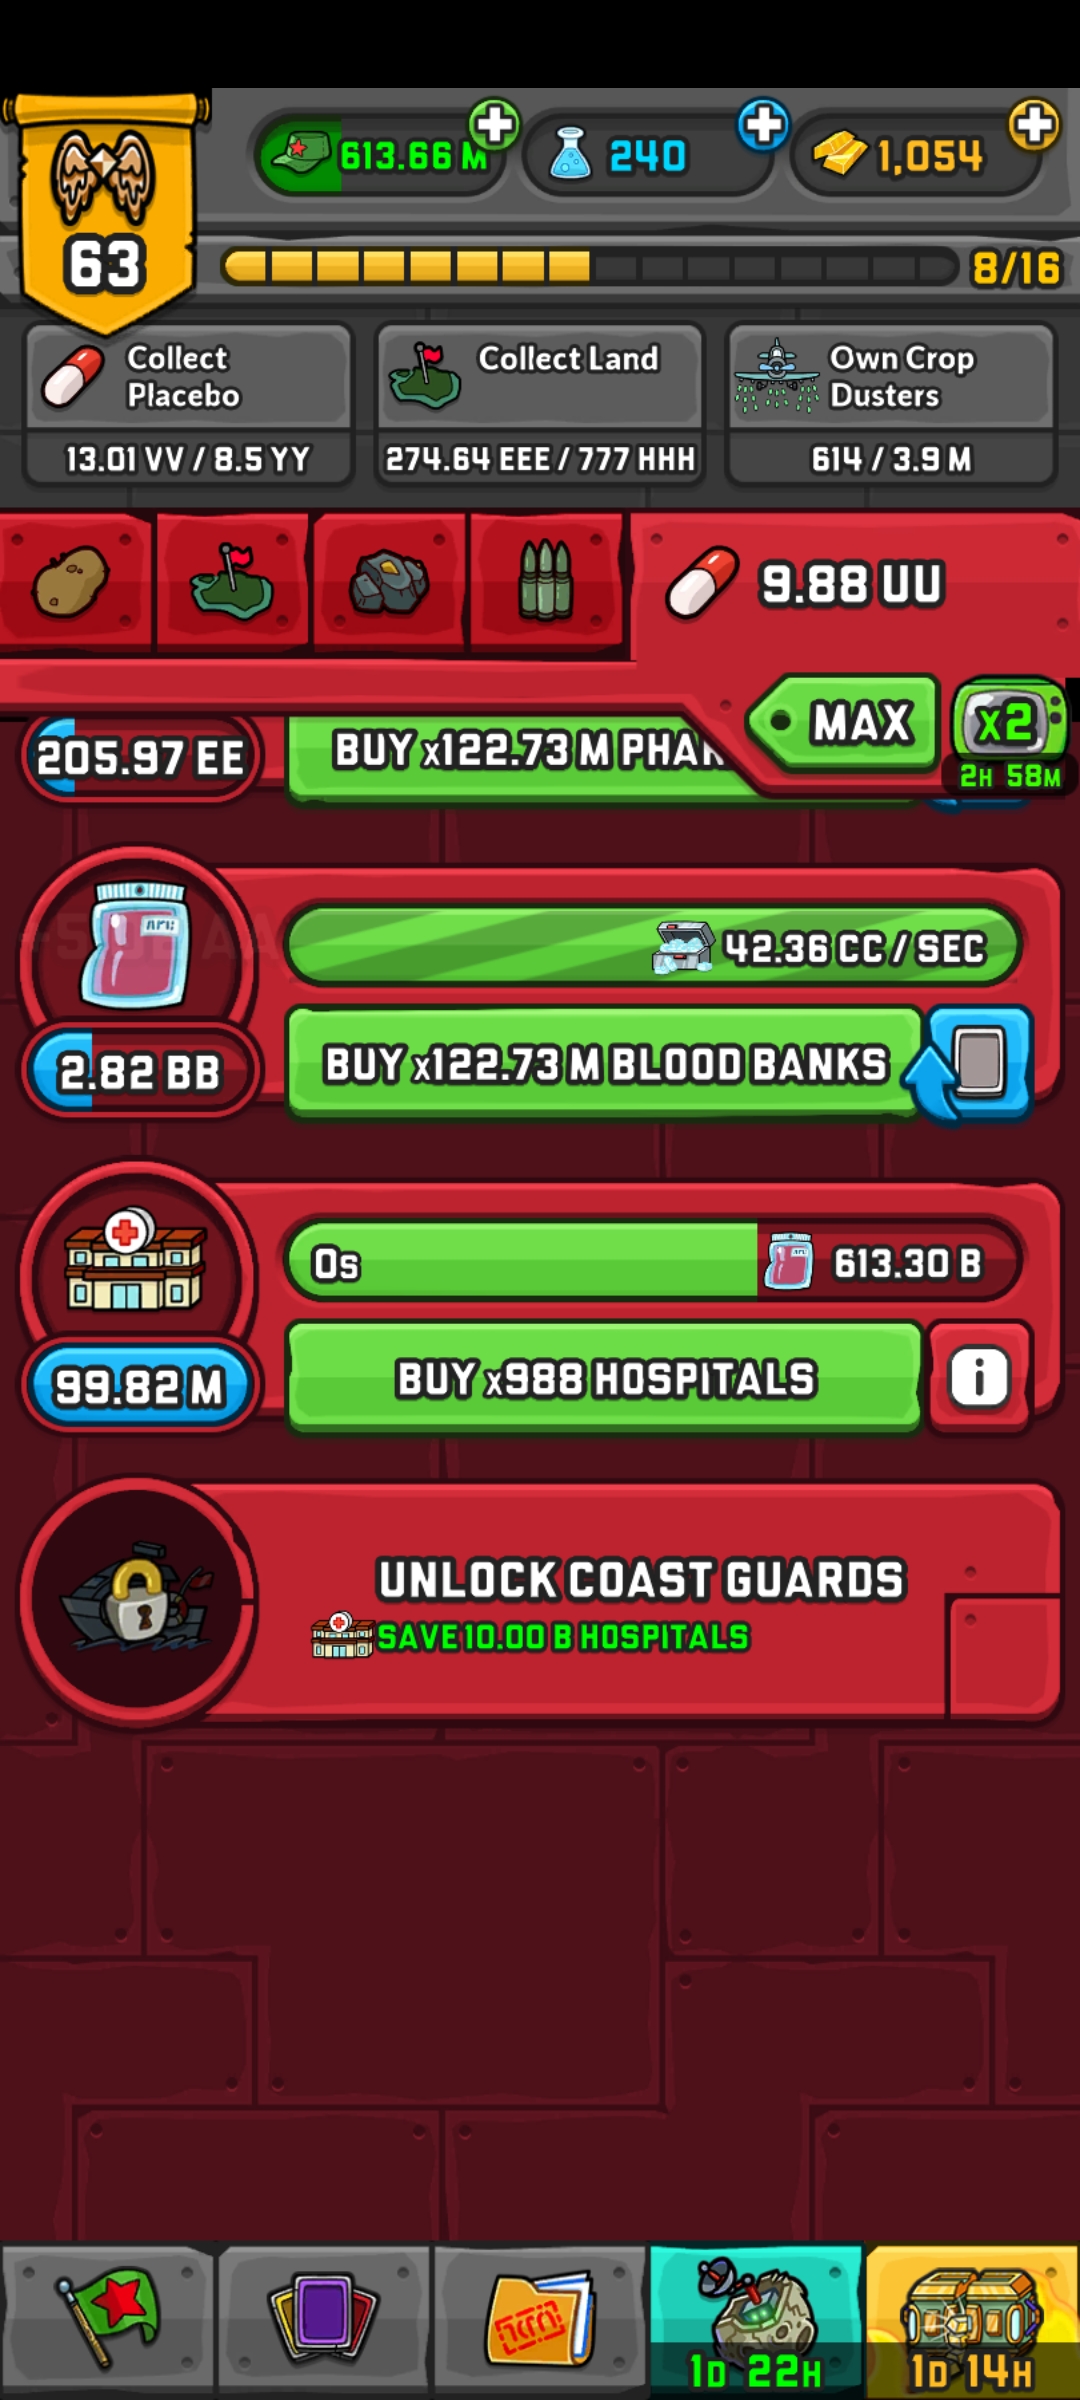 613.66 M
240
1,054
63
8/16
Collect
Placebo
13.01 VV / 8.5 YY
Collect Land
274.64 EEE / 777 HHH
Own Crop
Dusters
614 / 3.9 M
9.88 UU
MAX
x2
2H 58M
205.97 EE
BUY x122.73 M
42.36 CC / SEC
2.82 BB
BUY x122.73 M BLOOD BANKS
0s
613.30 B
99.82 M
BUY x988 HOSPITALS
i
UNLOCK COAST GUARDS
SAVE 10.00 B HOSPITALS
1D 22H
1D 14H